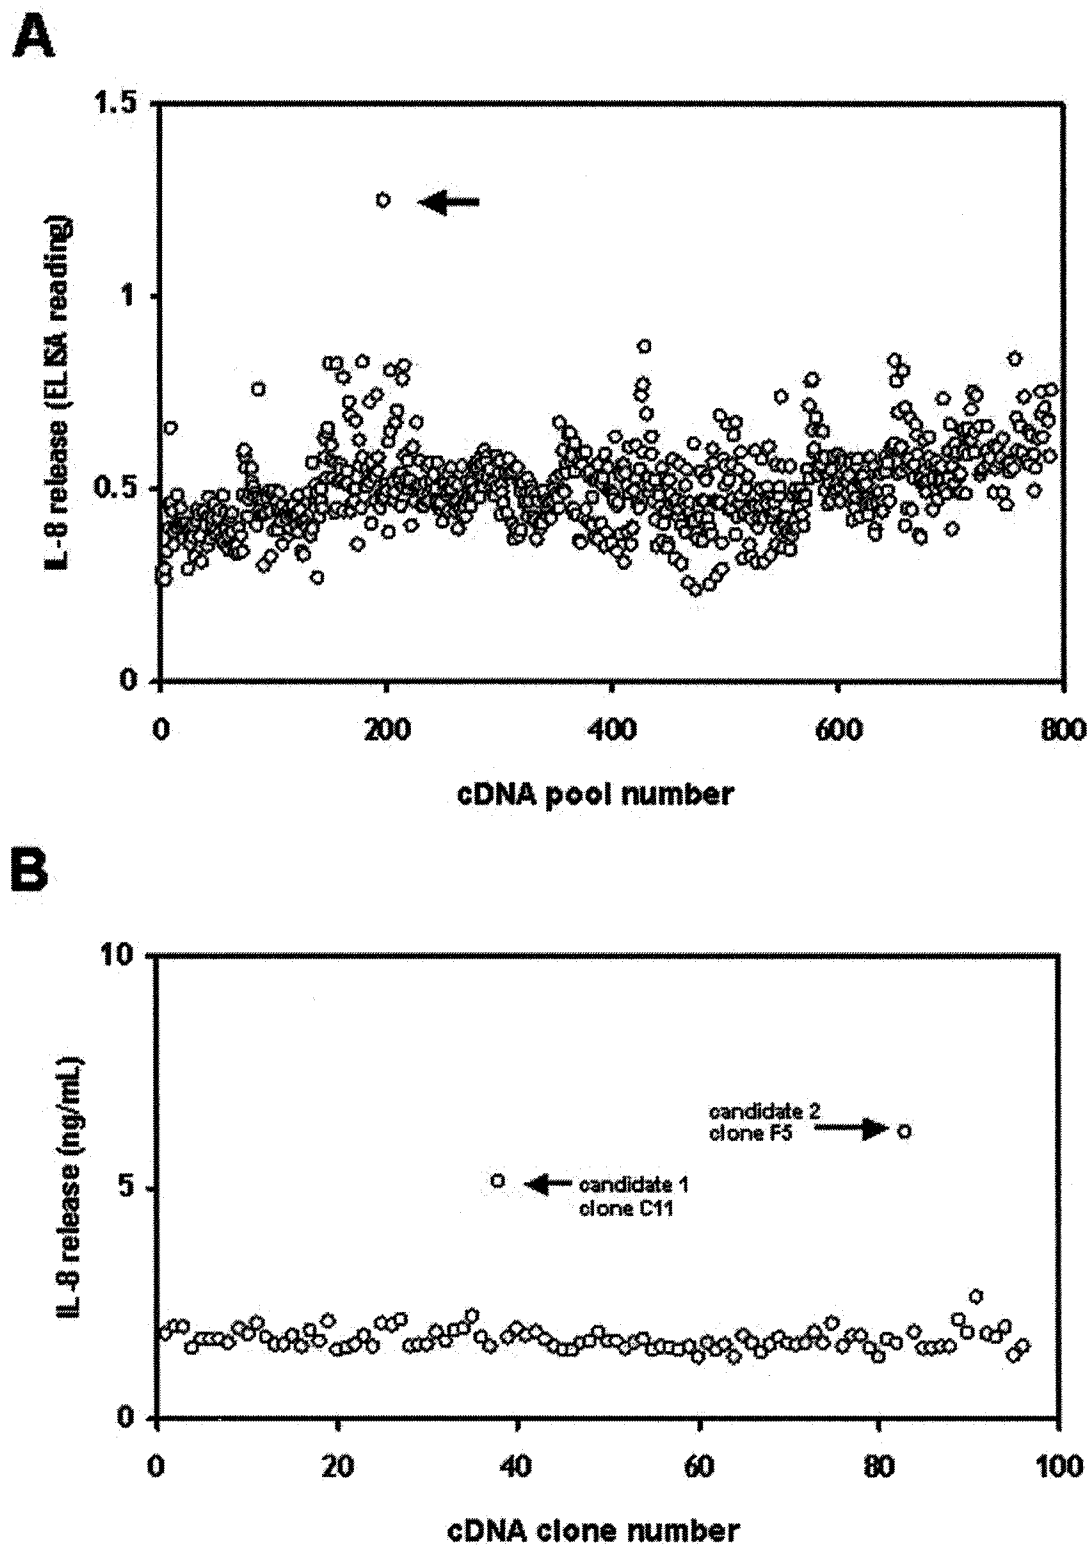 A
1.5
1
0.5
0
IL-8 release (ELISA reading)
0 200 400 600 800
cDNA pool number
B
10
5
0
IL-8 release (ng/mL)
candidate 2
clone F5
candidate 1
clone C11
0 20 40 60 80 100
cDNA clone number